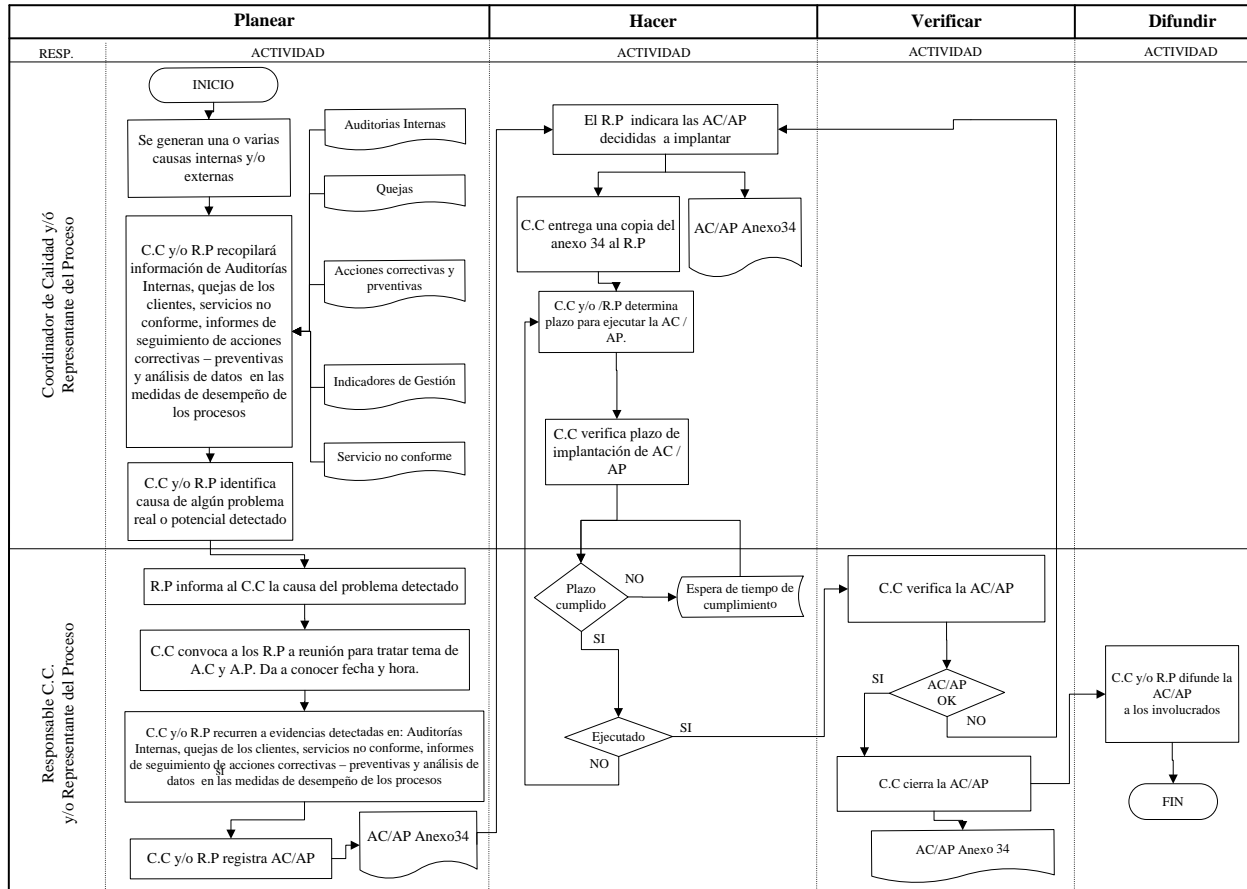 Planear
Hacer
Verificar
Difundir
RESP.
ACTIVIDAD
ACTIVIDAD
ACTIVIDAD
ACTIVIDAD
Coordinador de Calidad y/ó
Representante del Proceso
INICIO
Se generan una o varias
causas internas y/o
externas
C.C y/o R.P recopilará
información de Auditorías
Internas, quejas de los
clientes, servicios no
conforme, informes de
seguimiento de acciones
correctivas – preventivas
y análisis de datos en las
medidas de desempeño de
los procesos
C.C y/o R.P identifica
causa de algún problema
real o potencial detectado
Auditorias Internas
Quejas
Acciones correctivas y
prventivas
Indicadores de Gestión
Servicio no conforme
El R.P indicara las AC/AP
decididas a implantar
C.C entrega una copia del
anexo 34 al R.P
AC/AP Anexo34
C.C y/o /R.P determina
plazo para ejecutar la AC /
AP.
C.C verifica plazo de
implantación de AC /
AP
Responsable C.C.
y/o Representante del Proceso
R.P informa al C.C la causa del problema detectado
C.C convoca a los R.P a reunión para tratar tema de
A.C y A.P. Da a conocer fecha y hora.
C.C y/o R.P recurren a evidencias detectadas en: Auditorías
Internas, quejas de los clientes, servicios no conforme, informes
de seguimiento de acciones correctivas – preventivas y análisis de
SI
datos en las medidas de desempeño de los procesos
C.C y/o R.P registra AC/AP
AC/AP Anexo34
Plazo
cumplido
NO
Espera de tiempo de
cumplimiento
SI
Ejecutado
SI
NO
C.C verifica la AC/AP
SI
AC/AP
OK
NO
C.C cierra la AC/AP
AC/AP Anexo 34
C.C y/o R.P difunde la
AC/AP
a los involucrados
FIN